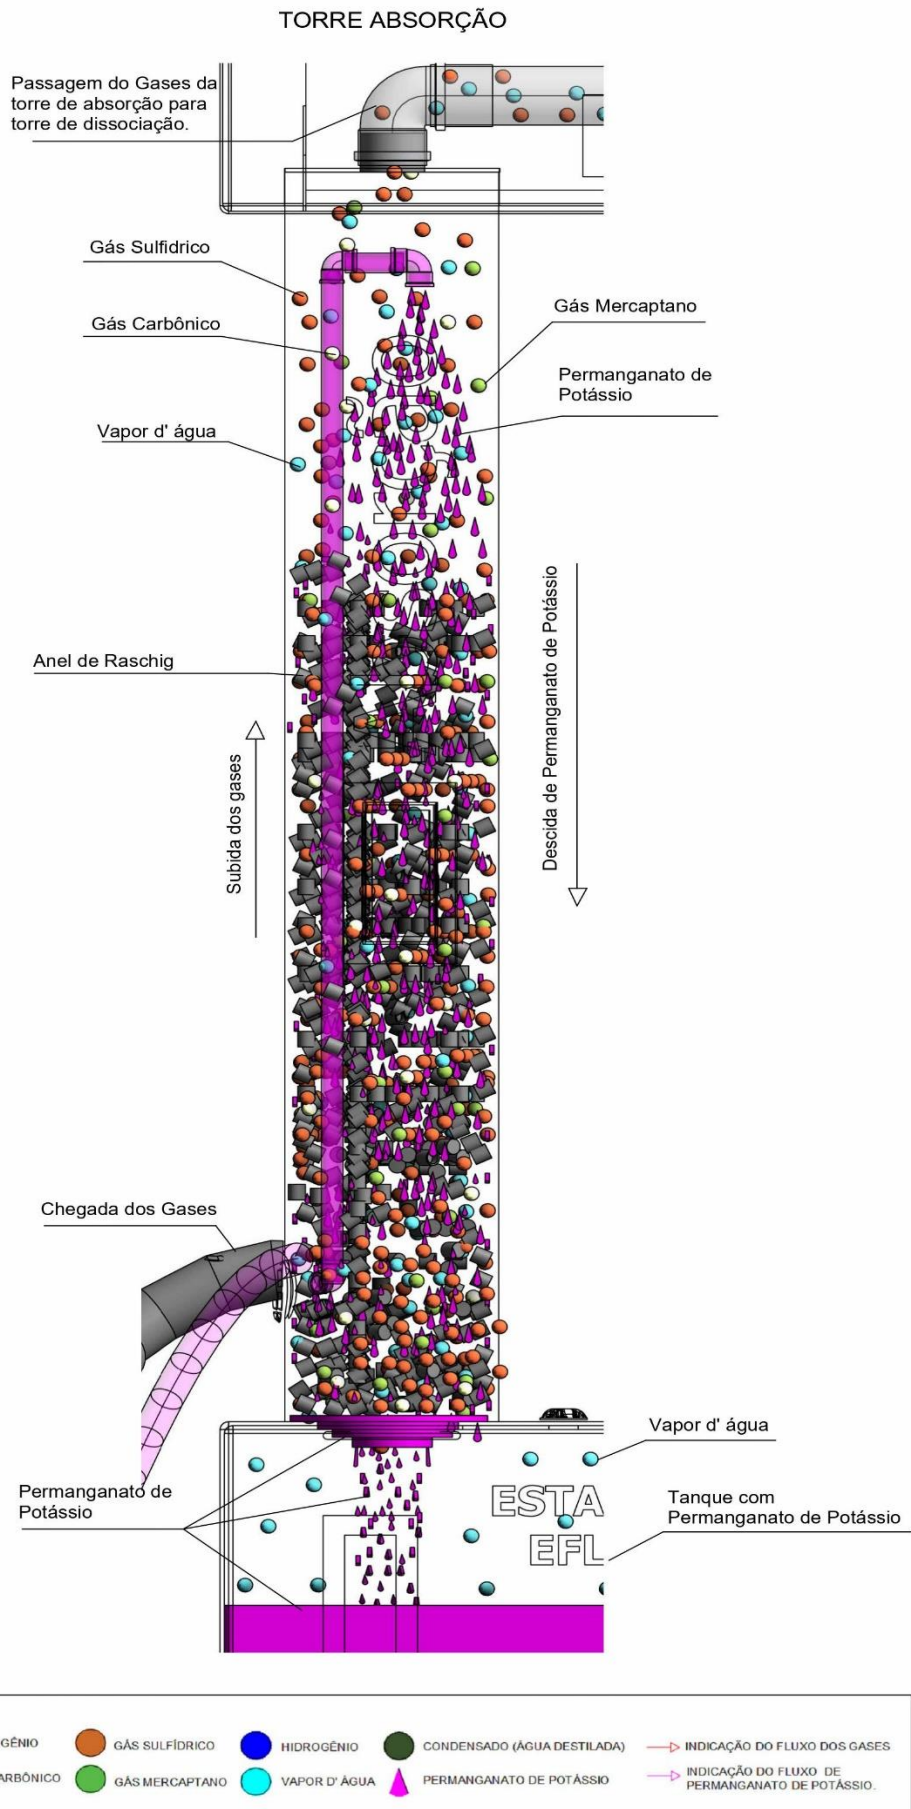 TORRE ABSORÇÃO
Passagem do Gases da
torre de absorção para
torre de dissociação.
Gás Sulfidrico
Gás Carbônico
Vapor d' água
Gás Mercaptano
Permanganato de
Potássio
Anel de Raschig
Subida dos gases
Descida de Permanganato de Potássio
Chegada dos Gases
Vapor d' água
Permanganato de
Potássio
ESTA
EFL
Tanque com
Permanganato de Potássio
GÊNIO
GÁS SULFÍDRICO
HIDROGÊNIO
CONDENSADO (ÁGUA DESTILADA)
INDICAÇÃO DO FLUXO DOS GASES
ARBÔNICO
GÁS MERCAPTANO
VAPOR D' ÁGUA
PERMANGANATO DE POTÁSSIO
INDICAÇÃO DO FLUXO DE
PERMANGANATO DE POTÁSSIO.